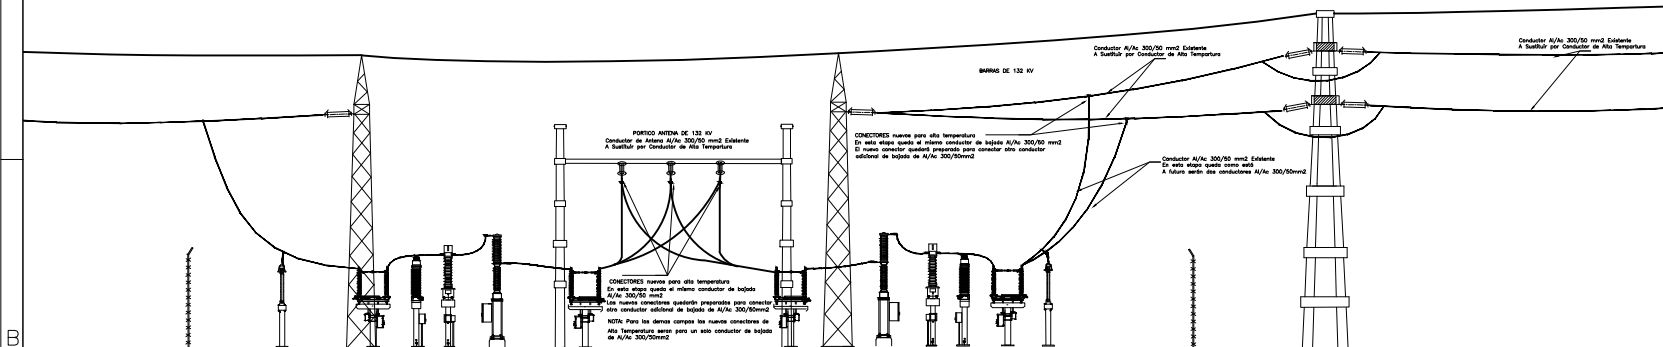 Conductor Al/Ac 300/50 mm2 Existente
A Sustituir por Conductor de Alta Tempartura
Conductor Al/Ac 300/50 mm2 Existente
A Sustituir por Conductor de Alta Tempartura
BARRAS DE 132 KV
PORTICO ANTENA DE 132 KV
Conductor de Antena Al/Ac 300/50 mm2 Existente
A Sustituir por Conductor de Alta Tempartura
CONECTORES nuevos para alta temperatura
En esta etapa queda el mismo conductor de bajada Al/Ac 300/50 mm2
El nuevo conector quedará preparado para conectar otro conductor
adicional de bajada de Al/Ac 300/50mm2
Conductor Al/Ac 300/50 mm2 Existente
En esta etapa queda como está
A futuro serán dos conductores Al/Ac 300/50mm2
CONECTORES nuevos para alta temperatura
En esta etapa queda el mismo conductor de bajada
Al/Ac 300/50 mm2
Los nuevos conectores quedarán preparados para conectar
otro conductor adicional de bajada de Al/Ac 300/50mm2
NOTA: Para los demas campos los nuevos conectores de
Alta Temperatura seran para un solo conductor de bajada
de Al/Ac 300/50mm2
B